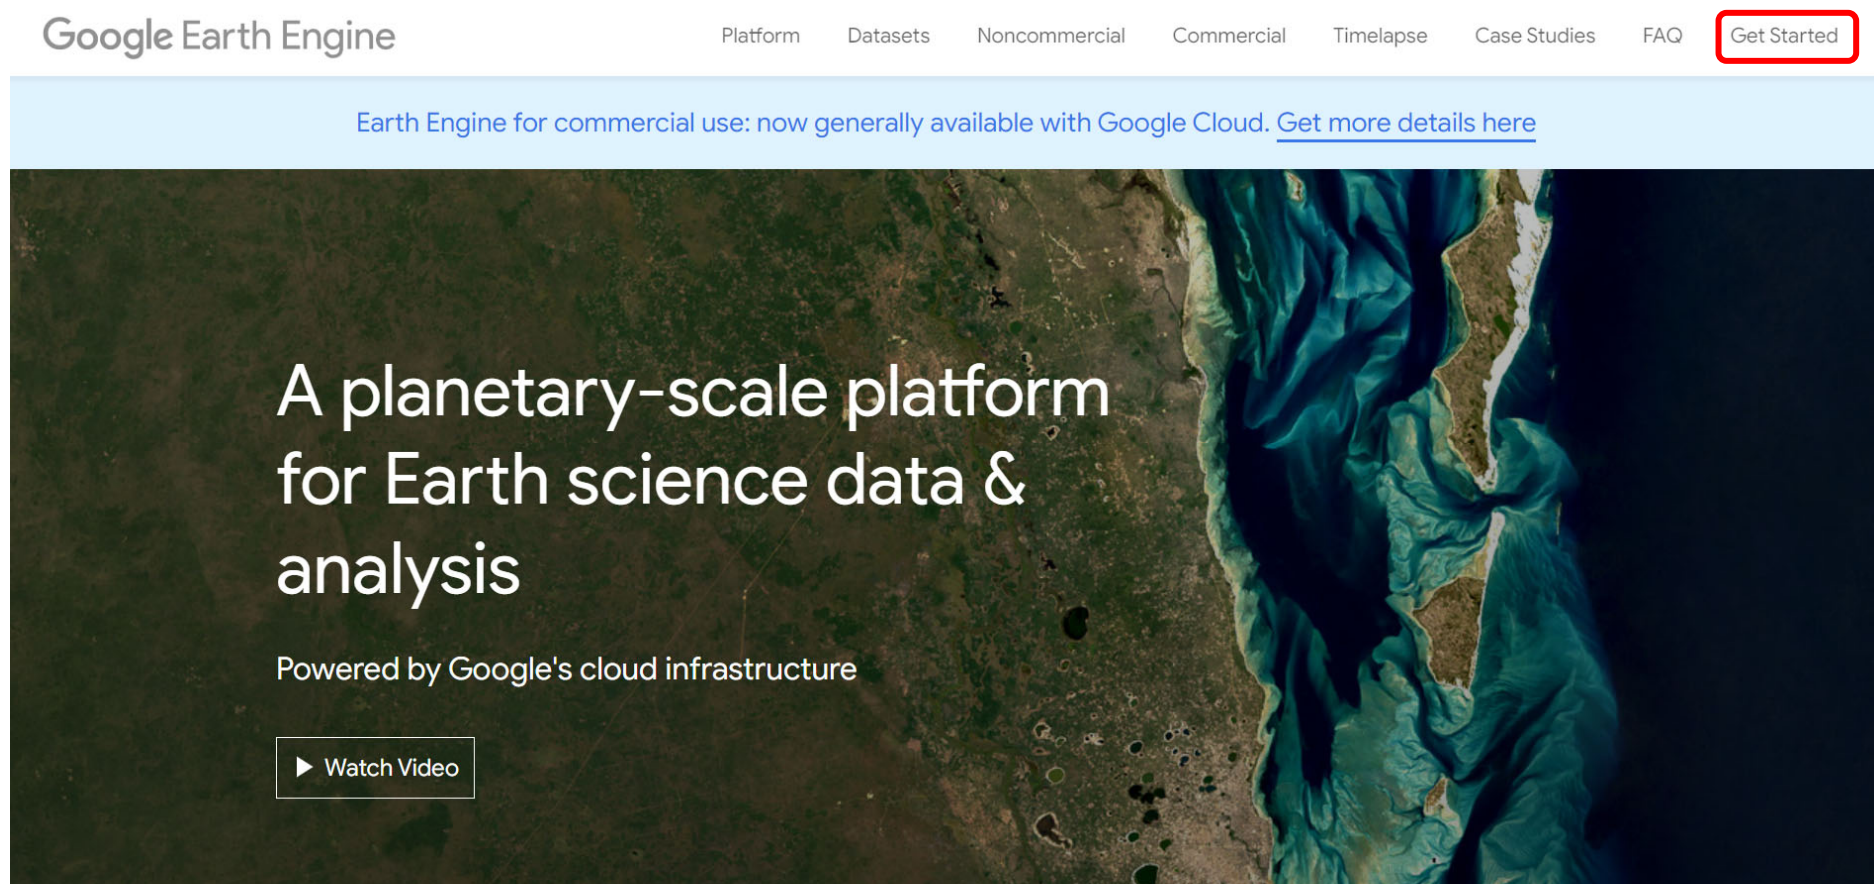 Google Earth Engine Platform Datasets Noncommercial Commercial Timelapse Case Studies FAQ Get Started
Earth Engine for commercial use: now generally available with Google Cloud. Get more details here
A planetary-scale platform
for Earth science data &
analysis
Powered by Google's cloud infrastructure
Watch Video